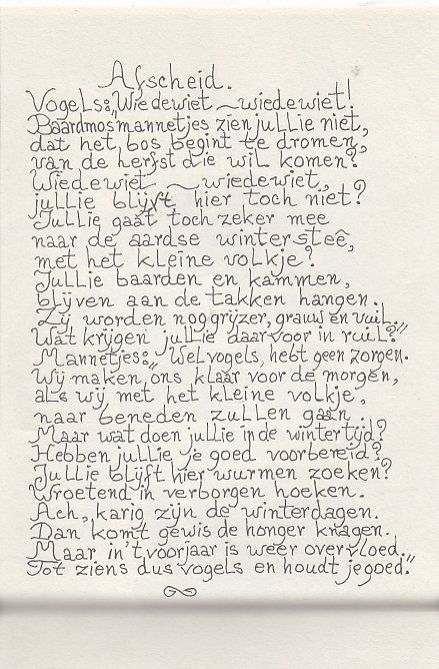 Afscheid.
Vogels: „Wiedewiet ~ wiedewiet!
Baardmosmannetjes zien jullie niet,
dat het bos begint te dromen,
van de herfst die wil komen?
Wiedewiet ~ wiedewiet,
jullie blijft hier toch niet?
Jullie gaat toch zeker mee
naar de aardse wintersteê,
met het kleine volkje?
Jullie baarden en kammen,
blijven aan de takken hangen.
Zij worden nog grijzer, grauw en vuil.
Wat krijgen jullie daarvoor in ruil?”
Mannetjes: „Wel vogels, hebt geen zorgen.
Wij maken ons klaar voor de morgen,
als wij met het kleine volkje,
naar beneden zullen gaan.
Maar wat doen jullie in de wintertijd?
Hebben jullie je goed voorbereid?
Jullie blijft hier wurmen zoeken?
Wroetend in verborgen hoeken.
Ach, karig zijn de winterdagen.
Dan komt gewis de honger knagen.
Maar in 't voorjaar is weer overvloed.
Tot ziens dus vogels en houdt je goed.”